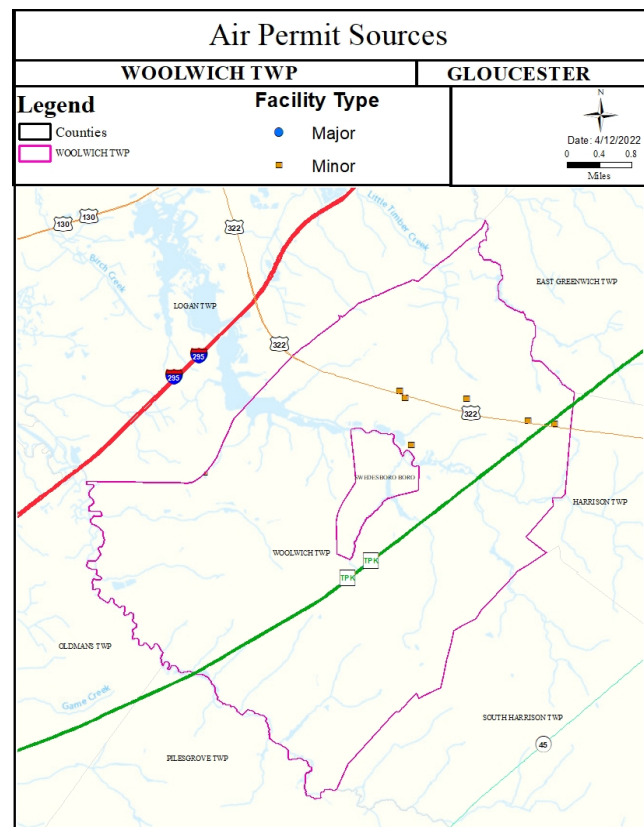 Air Permit Sources
WOOLWICH TWP
GLOUCESTER
Legend
Counties
WOOLWICH TWP
Facility Type
Major
Minor
N
Date: 4/12/2022
0 0.4 0.8
Miles
130
130
322
Little Timber Creek
Birch Creek
EAST GREENWICH TWP
LOGAN TWP
322
295
295
322
SWEDESBORO BORO
HARRISON TWP
WOOLWICH TWP
TPK
TPK
OLDMANS TWP
Game Creek
SOUTH HARRISON TWP
45
PILESGROVE TWP